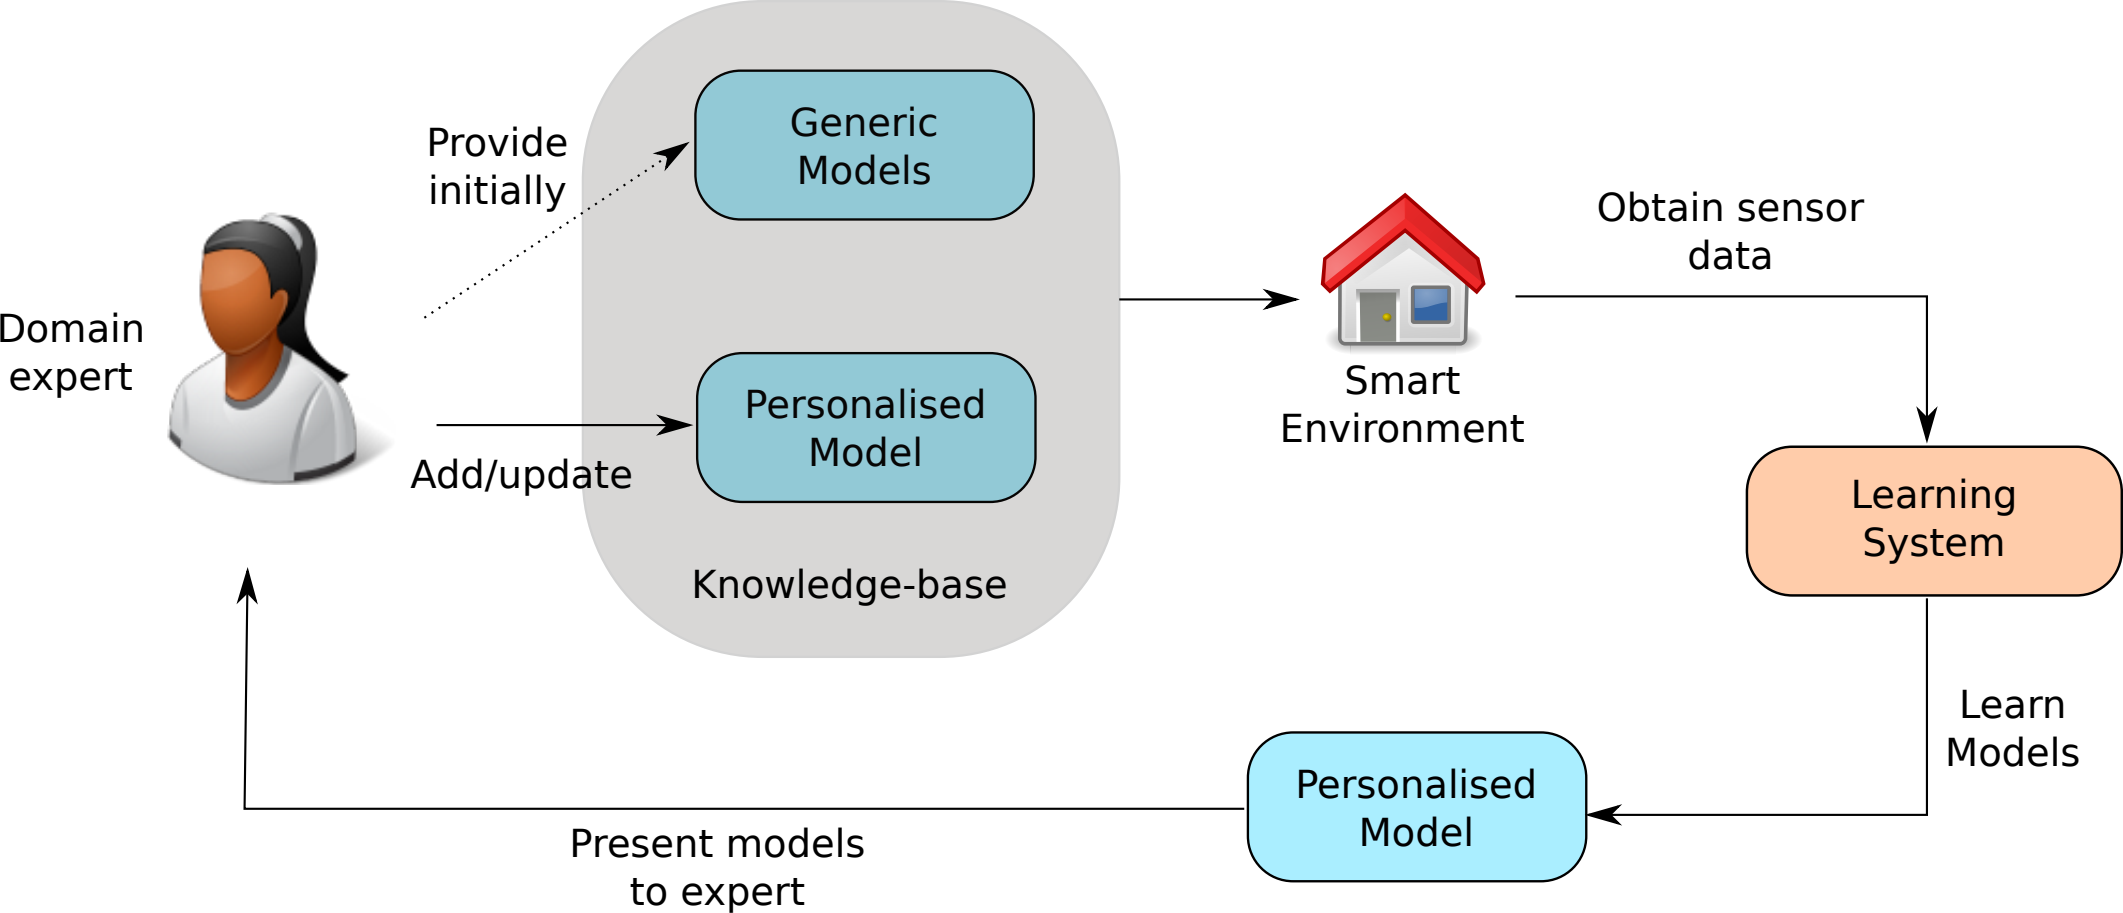 Generic
Models
Provide
initially
Domain
expert
Personalised
Model
Add/update
Knowledge-base
Smart
Environment
Obtain sensor
data
Learning
System
Learn
Models
Personalised
Model
Present models
to expert